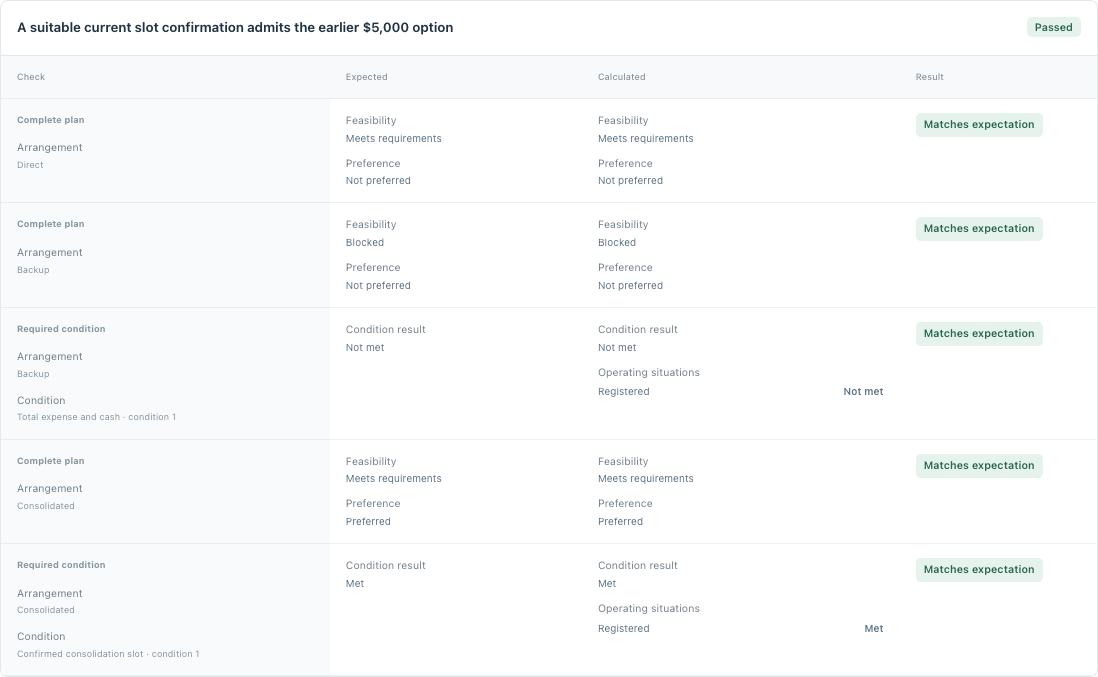 A suitable current slot confirmation admits the earlier $5,000 option
Passed
Check
Expected
Calculated
Result
Complete plan
Arrangement
Direct
Feasibility
Meets requirements
Preference
Not preferred
Feasibility
Meets requirements
Preference
Not preferred
Matches expectation
Complete plan
Arrangement
Backup
Feasibility
Blocked
Preference
Not preferred
Feasibility
Blocked
Preference
Not preferred
Matches expectation
Required condition
Arrangement
Backup
Condition
Total expense and cash · condition 1
Condition result
Not met
Condition result
Not met
Operating situations
Registered Not met
Matches expectation
Complete plan
Arrangement
Consolidated
Feasibility
Meets requirements
Preference
Preferred
Feasibility
Meets requirements
Preference
Preferred
Matches expectation
Required condition
Arrangement
Consolidated
Condition
Confirmed consolidation slot · condition 1
Condition result
Met
Condition result
Met
Operating situations
Registered Met
Matches expectation